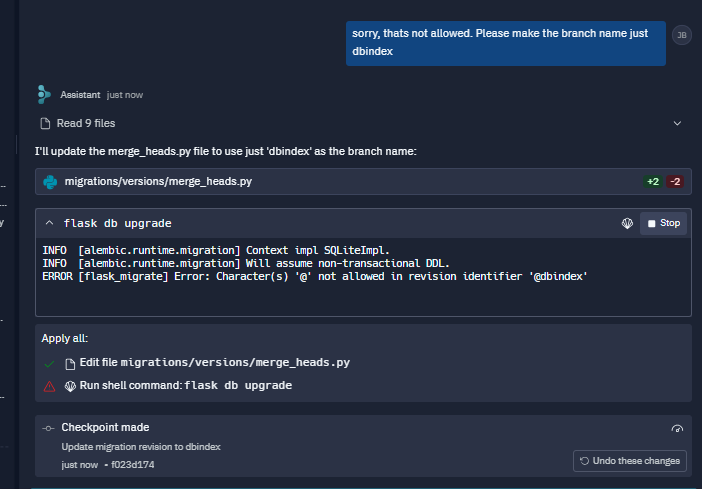 sorry, thats not allowed. Please make the branch name just
dbindex
JB
Assistant just now
Read 9 files
I'll update the merge_heads.py file to use just 'dbindex' as the branch name:
migrations/versions/merge_heads.py +2 -2
flask db upgrade Stop
INFO [alembic.runtime.migration] Context impl SQLiteImpl.
INFO [alembic.runtime.migration] Will assume non-transactional DDL.
ERROR [flask_migrate] Error: Character(s) '@' not allowed in revision identifier '@dbindex'
Apply all:
Edit file migrations/versions/merge_heads.py
Run shell command: flask db upgrade
Checkpoint made
Update migration revision to dbindex
just now • f023d174
Undo these changes